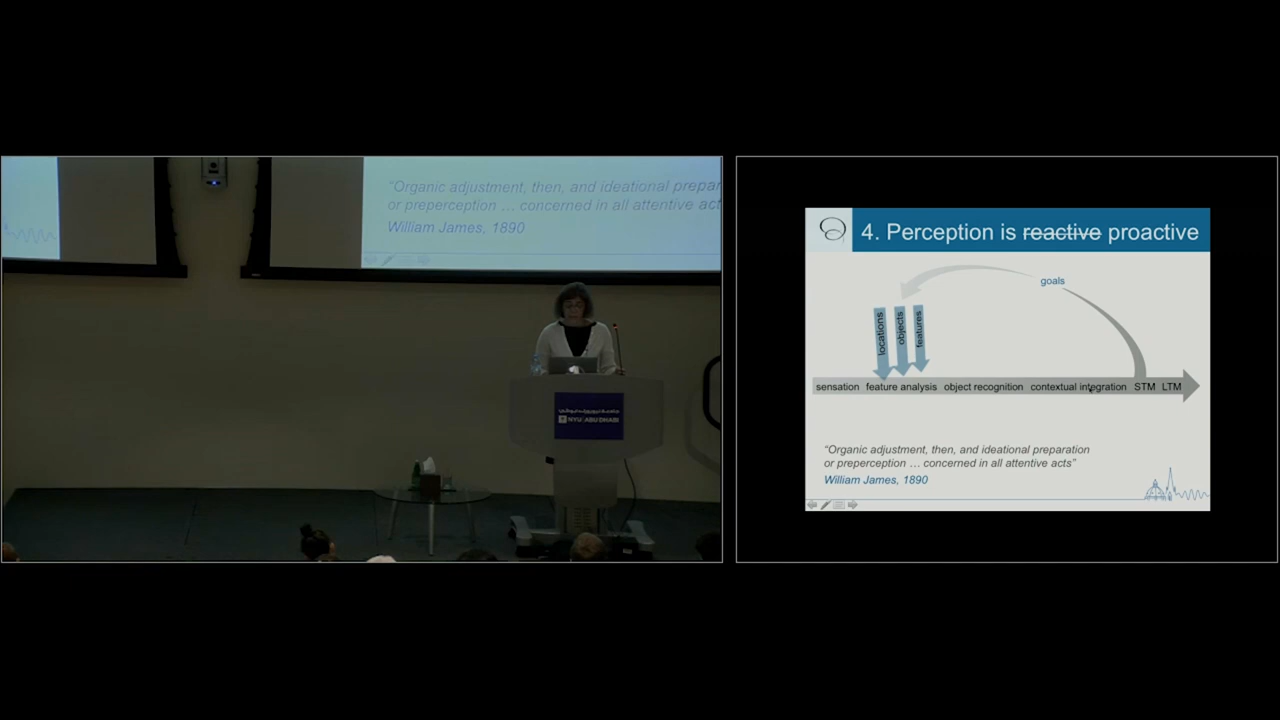 “Organic adjustment, then, and ideational prepar
or preperception … concerned in all attentive act
William James, 1890
NYU ABU DHABI
4. Perception is reactive proactive
goals
locations
objects
features
sensation feature analysis object recognition contextual integration STM LTM
“Organic adjustment, then, and ideational preparation
or preperception … concerned in all attentive acts”
William James, 1890